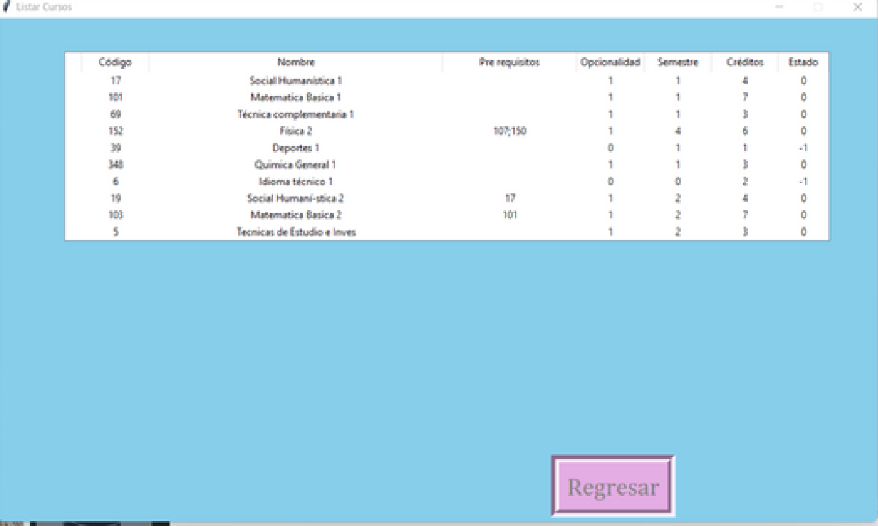 Listar Cursos
Código Nombre Pre requisitos Opcionalidad Semestre Créditos Estado
17 Social Humanística 1 1 1 4 0
101 Matematica Basica 1 1 1 7 0
69 Técnica complementaria 1 1 1 3 0
152 Fisica 2 107;150 1 4 6 0
39 Deportes 1 0 1 1 -1
348 Quimica General 1 1 1 3 0
6 Idioma técnico 1 0 0 2 -1
19 Social Humaní-stica 2 17 1 2 4 0
103 Matematica Basica 2 101 1 2 7 0
5 Tecnicas de Estudio e Inves 1 2 3 0
Regresar